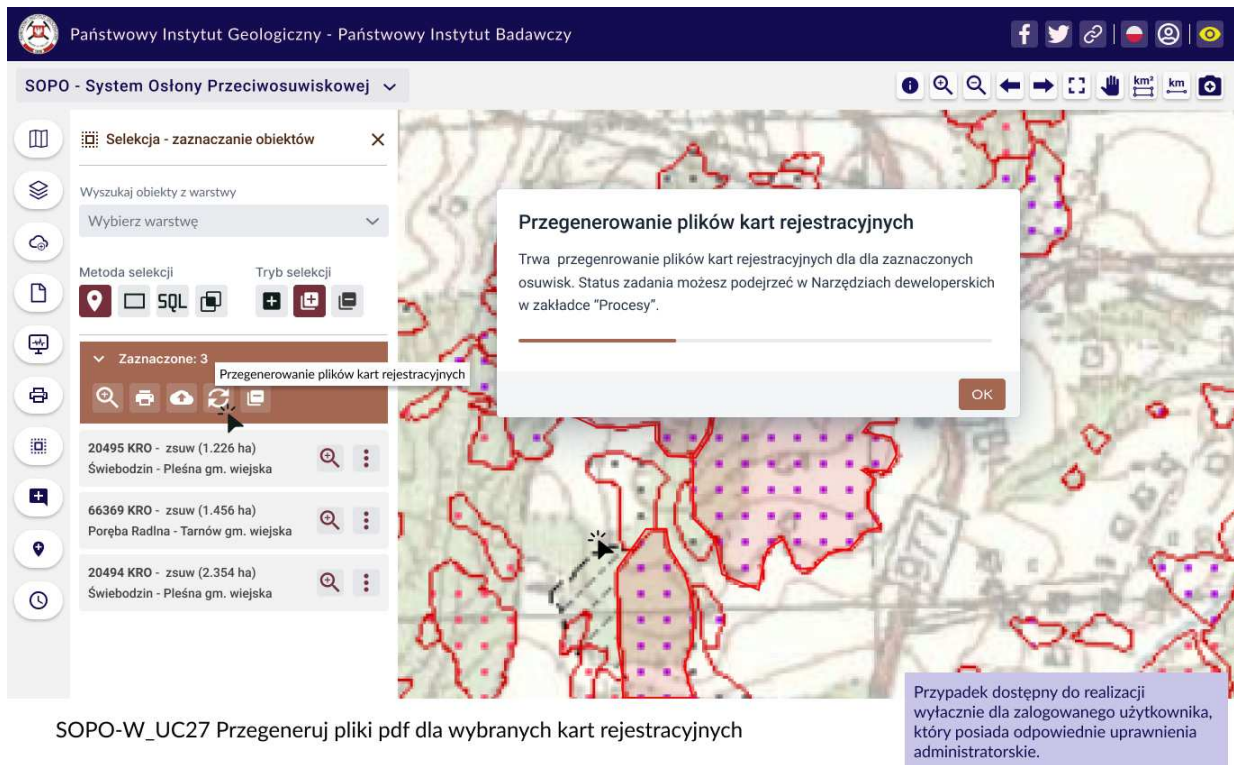 Państwowy Instytut Geologiczny - Państwowy Instytut Badawczy
SOPO - System Osłony Przeciwosuwiskowej
km²
km
Selekcja - zaznaczanie obiektów
Wyszukaj obiekty z warstwy
Wybierz warstwę
Metoda selekcji
Tryb selekcji
SQL
Zaznaczone: 3
Przegenerowanie plików kart rejestracyjnych
20495 KRO - zsuw (1.226 ha)
Świebodzin - Pleśna gm. wiejska
66369 KRO - zsuw (1.456 ha)
Poręba Radlna - Tarnów gm. wiejska
20494 KRO - zsuw (2.354 ha)
Świebodzin - Pleśna gm. wiejska
Przegenerowanie plików kart rejestracyjnych
Trwa przegenrowanie plików kart rejestracyjnych dla dla zaznaczonych
osuwisk. Status zadania możesz podejrzeć w Narzędziach deweloperskich
w zakładce "Procesy".
OK
1977
SOPO-W_UC27 Przegeneruj pliki pdf dla wybranych kart rejestracyjnych
Przypadek dostępny do realizacji
wyłacznie dla zalogowanego użytkownika,
który posiada odpowiednie uprawnienia
administratorskie.